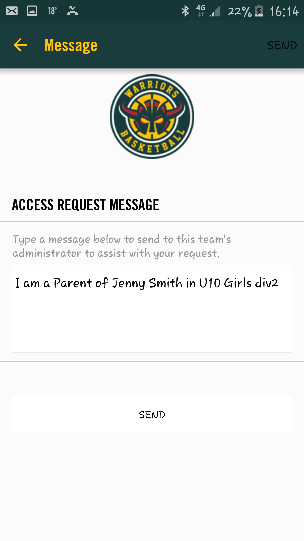 18°
4G
22%
16:14
Message
SEND
WARRIORS
BASKETBALL
ACCESS REQUEST MESSAGE
Type a message below to send to this team's
administrator to assist with your request.
I am a Parent of Jenny Smith in U10 Girls div2
SEND